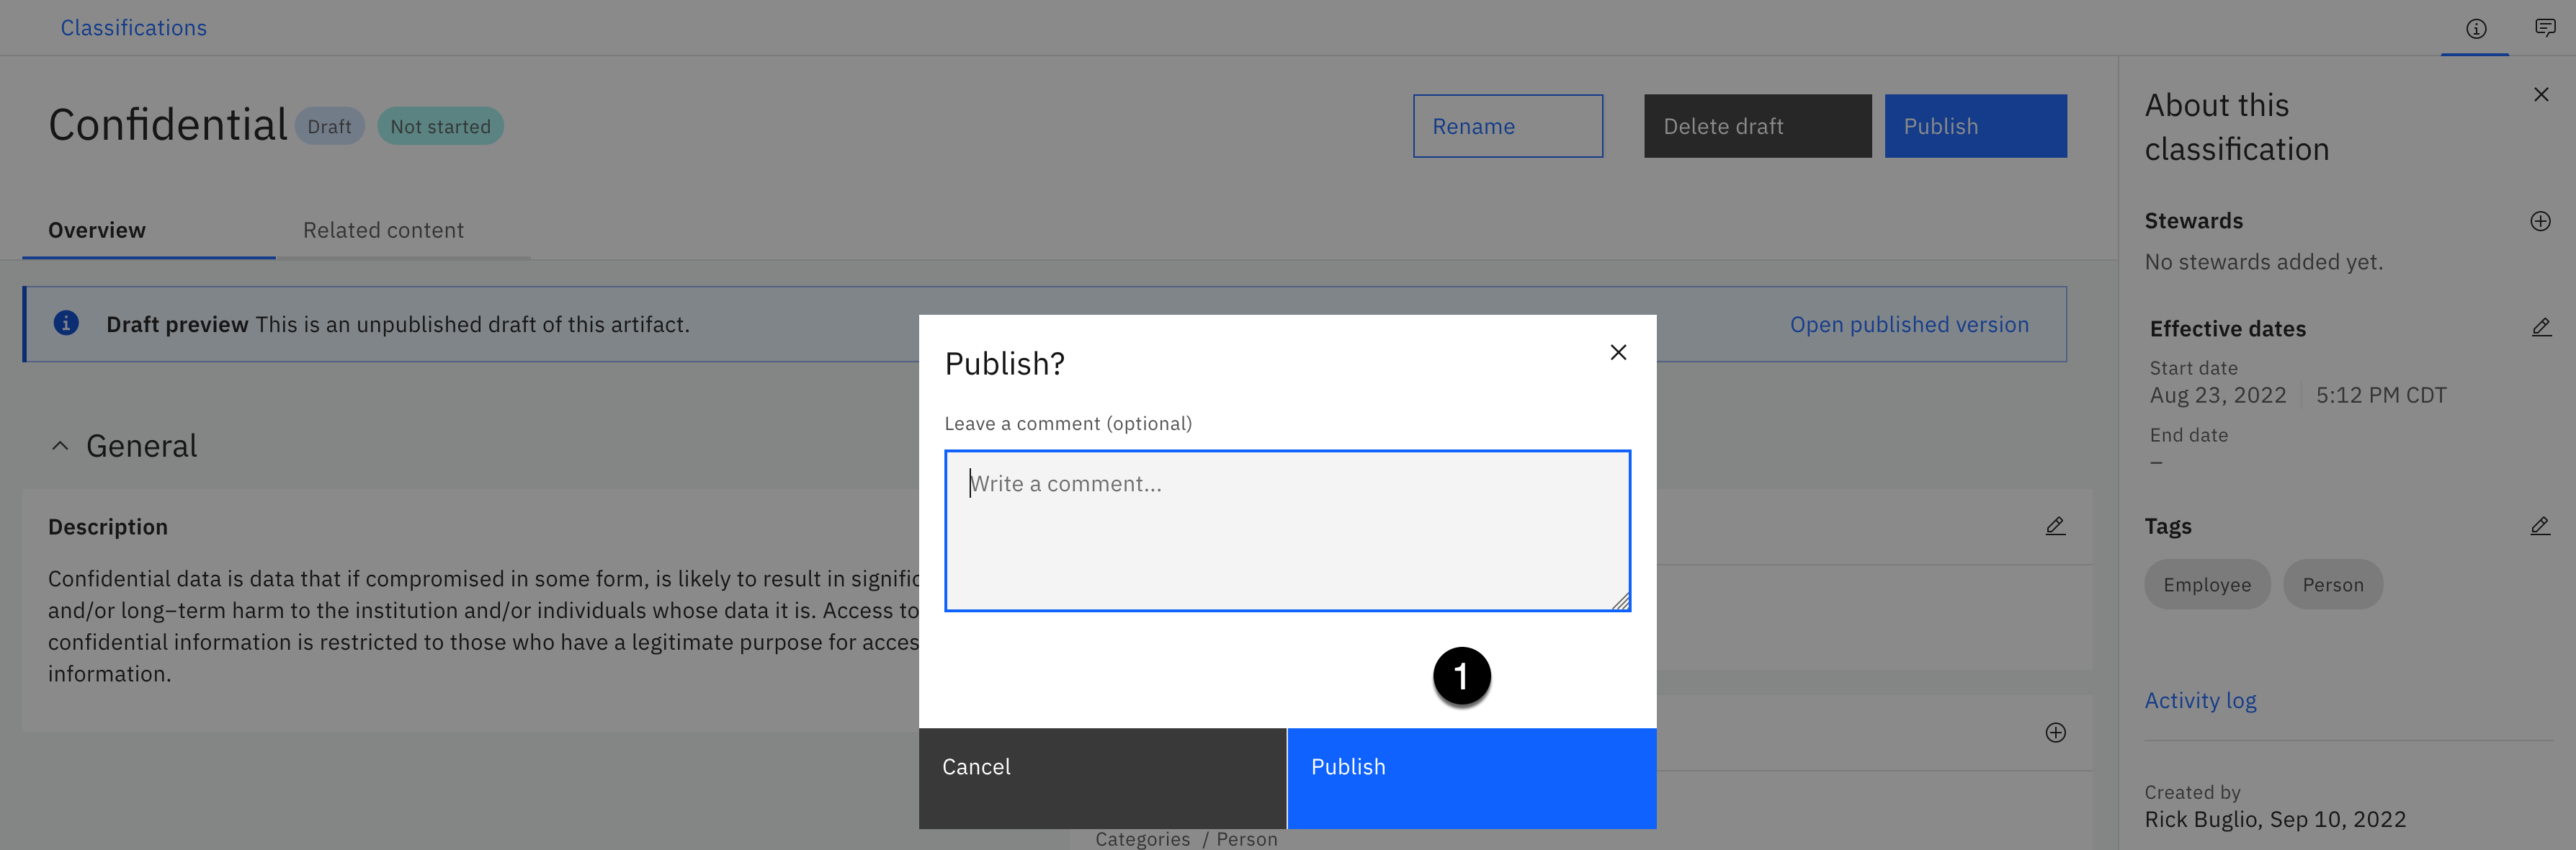 Classifications
Confidential Draft Not started
Rename Delete draft Publish
Overview Related content
Draft preview This is an unpublished draft of this artifact. Open published version
General
Description
Confidential data is data that if compromised in some form, is likely to result in signific
and/or long–term harm to the institution and/or individuals whose data it is. Access to
confidential information is restricted to those who have a legitimate purpose for acces
information.
Publish?
Leave a comment (optional)
Write a comment...
1
Cancel Publish
Categories / Person
About this
classification
Stewards
No stewards added yet.
Effective dates
Start date
Aug 23, 2022 5:12 PM CDT
End date
–
Tags
Employee Person
Activity log
Created by
Rick Buglio, Sep 10, 2022